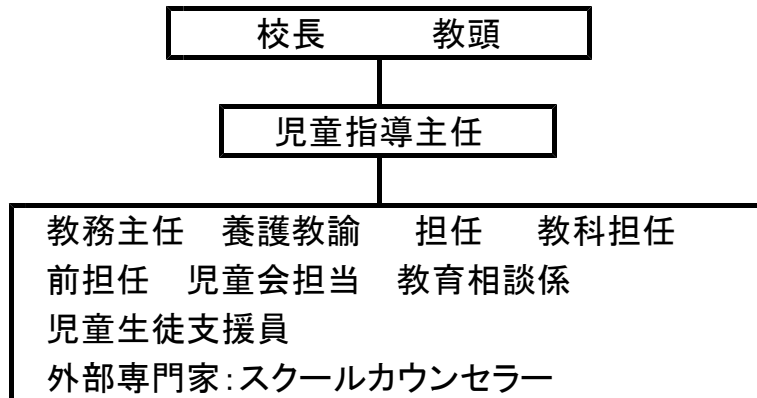 校長　　教頭
児童指導主任
教務主任　養護教諭　担任　教科担任
前担任　児童会担当　教育相談係
児童生徒支援員
外部専門家：スクールカウンセラー